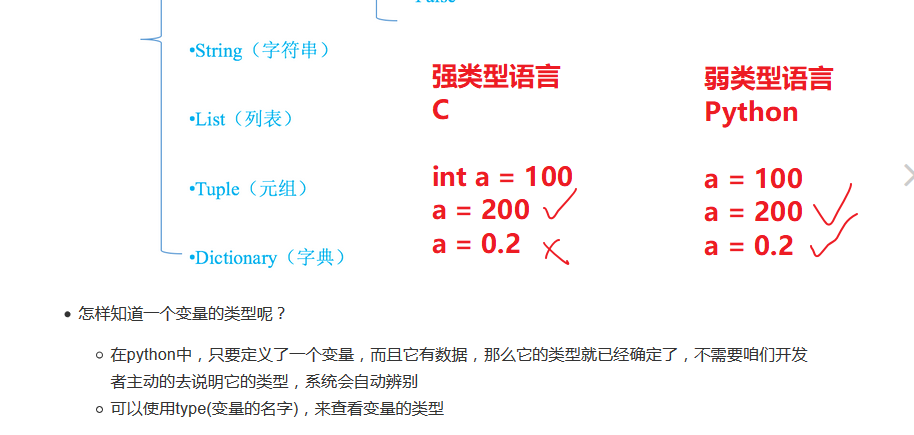 False
•String（字符串）
•List（列表）
•Tuple（元组）
•Dictionary（字典）
强类型语言
C
int a = 100
a = 200
a = 0.2
弱类型语言
Python
a = 100
a = 200
a = 0.2
• 怎样知道一个变量的类型呢？
○ 在python中，只要定义了一个变量，而且它有数据，那么它的类型就已经确定了，不需要咱们开发
者主动的去说明它的类型，系统会自动辨别
○ 可以使用type(变量的名字)，来查看变量的类型